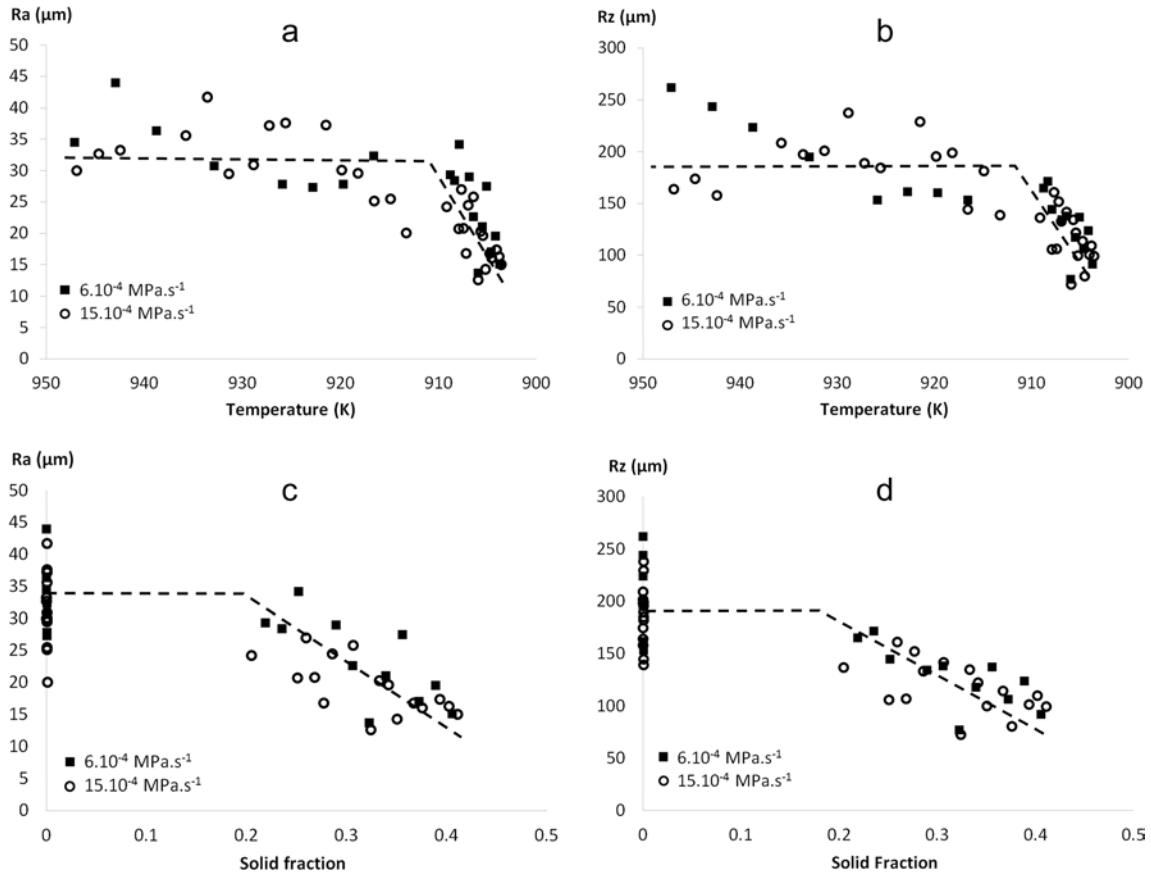 Ra (µm)
a
50
45
40
35
30
25
20
15
10
5
0
6.10⁻⁴ MPa.s⁻¹
15.10⁻⁴ MPa.s⁻¹
950 940 930 920 910 900
Temperature (K)
Rz (µm)
b
300
250
200
150
100
50
0
6.10⁻⁴ MPa.s⁻¹
15.10⁻⁴ MPa.s⁻¹
950 940 930 920 910 900
Temperature (K)
Ra (µm)
c
50
45
40
35
30
25
20
15
10
5
0
6.10⁻⁴ MPa.s⁻¹
15.10⁻⁴ MPa.s⁻¹
0 0.1 0.2 0.3 0.4 0.5
Solid fraction
Rz (µm)
d
300
250
200
150
100
50
0
6.10⁻⁴ MPa.s⁻¹
15.10⁻⁴ MPa.s⁻¹
0 0.1 0.2 0.3 0.4 0.5
Solid Fraction